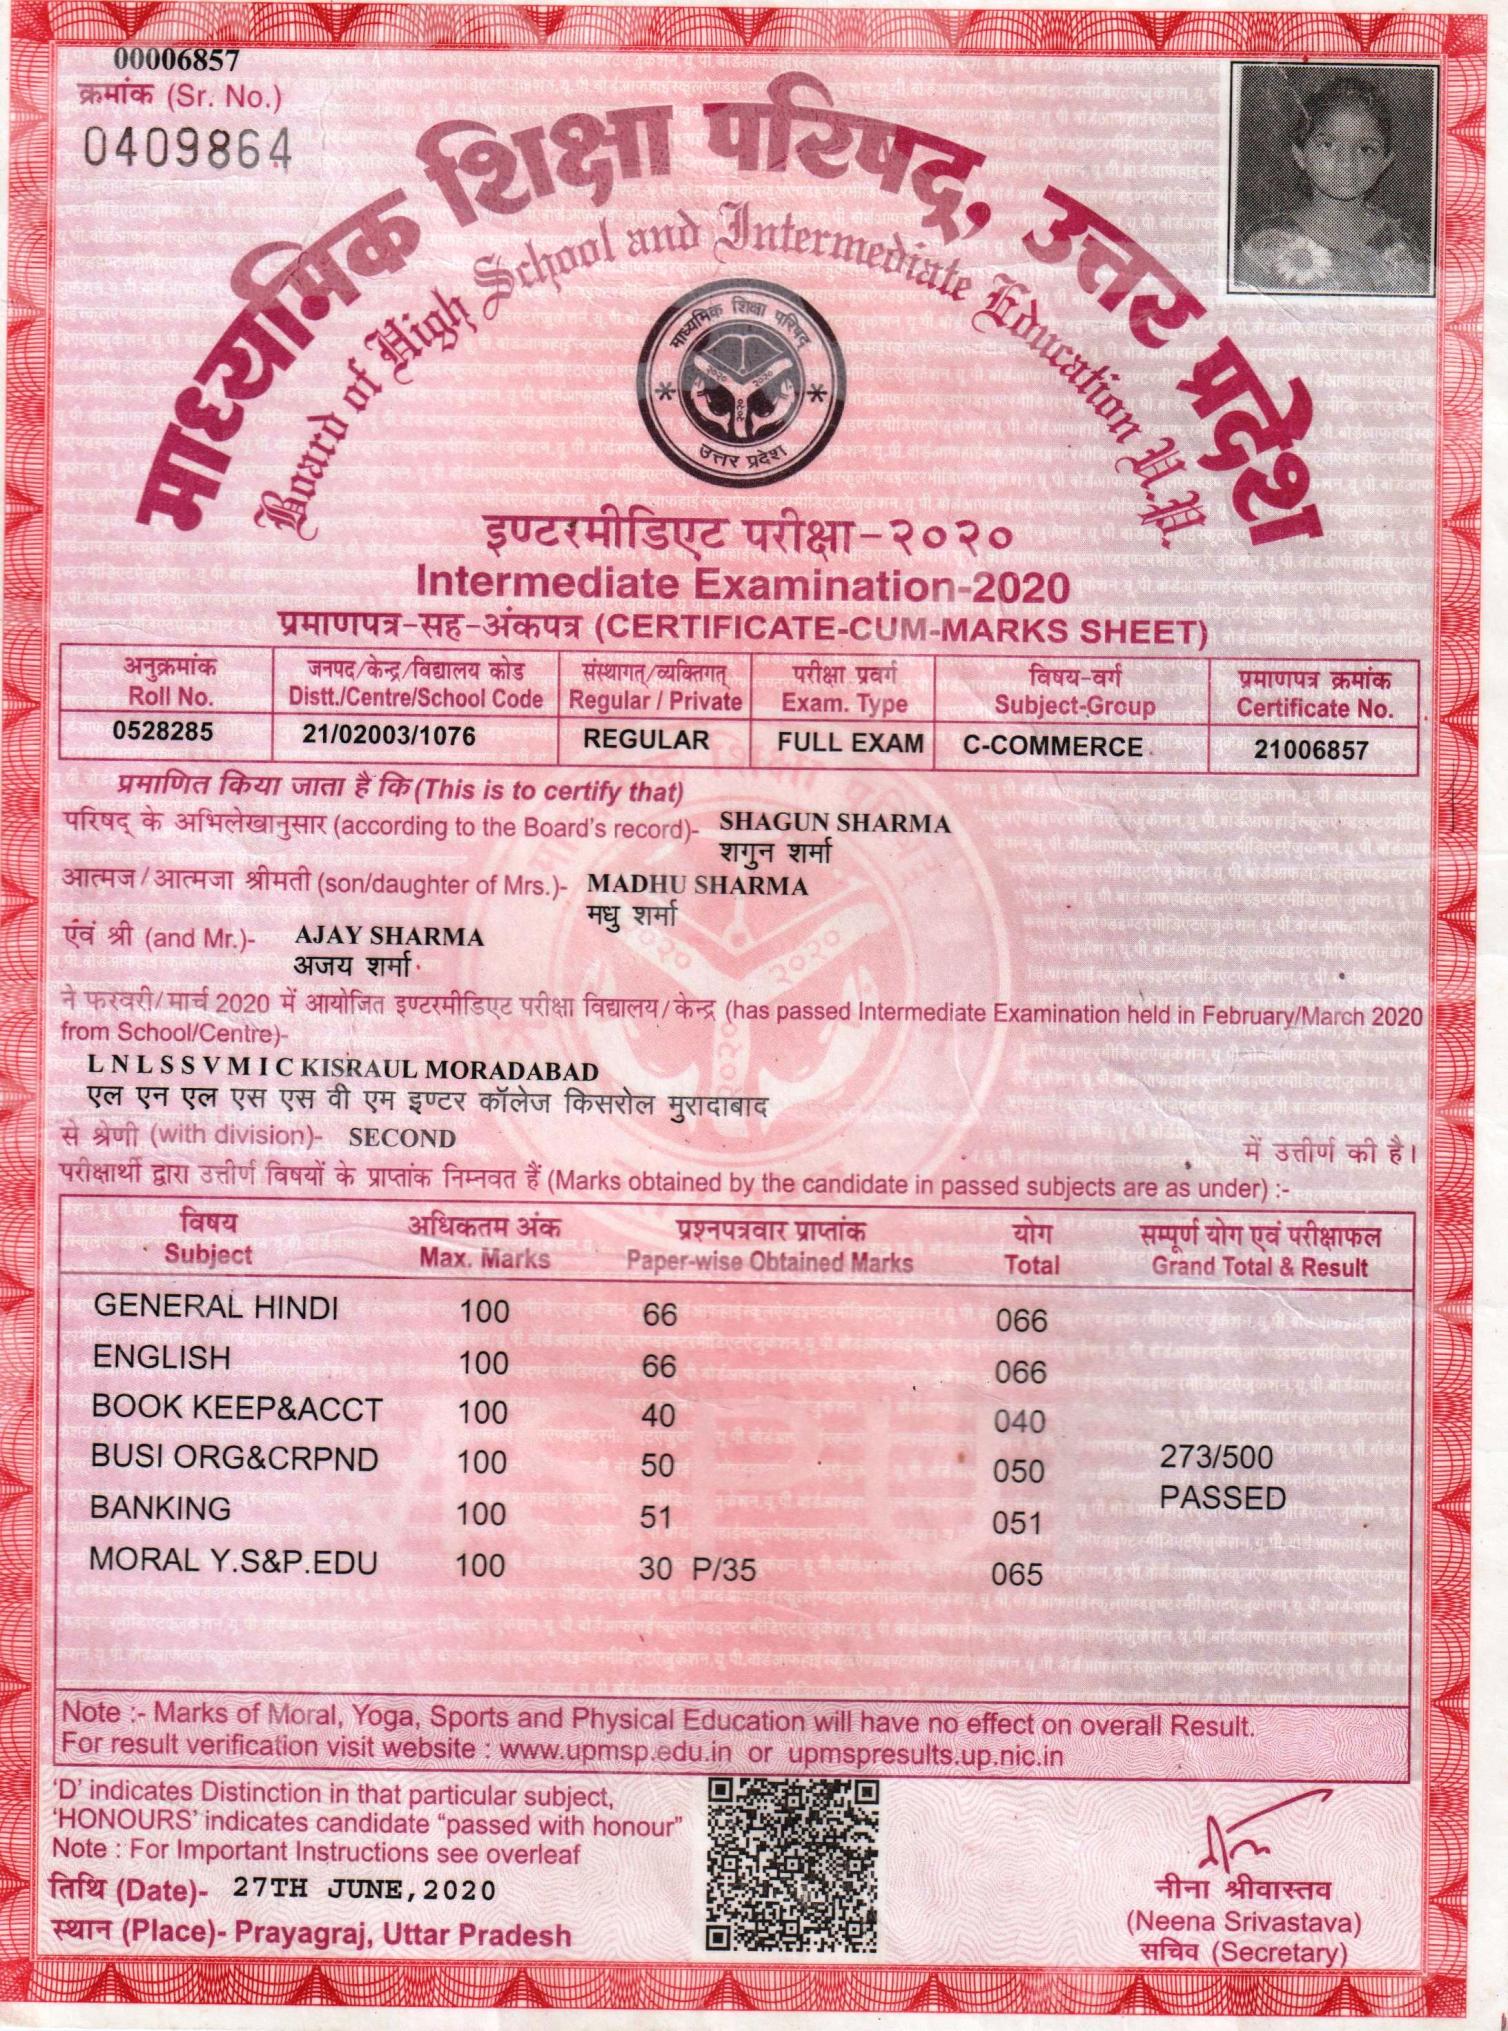 00006857
क्रमांक (Sr. No.)
0409864
माध्यमिक शिक्षा परिषद्, उत्तर प्रदेश
Board of High School and Intermediate Education U.P.
माध्यमिक शिक्षा परिषद
२०२० २०२०
२०२०
उत्तर प्रदेश
इण्टरमीडिएट परीक्षा-२०२०
Intermediate Examination-2020
प्रमाणपत्र-सह-अंकपत्र (CERTIFICATE-CUM-MARKS SHEET)
अनुक्रमांक जनपद/केन्द्र/विद्यालय कोड संस्थागत्/व्यक्तिगत् परीक्षा प्रवर्ग विषय-वर्ग प्रमाणपत्र क्रमांक
Roll No. Distt./Centre/School Code Regular / Private Exam. Type Subject-Group Certificate No.
0528285 21/02003/1076 REGULAR FULL EXAM C-COMMERCE 21006857
प्रमाणित किया जाता है कि (This is to certify that)
परिषद् के अभिलेखानुसार (according to the Board's record)- SHAGUN SHARMA
शगुन शर्मा
आत्मज/आत्मजा श्रीमती (son/daughter of Mrs.)- MADHU SHARMA
मधु शर्मा
एंवं श्री (and Mr.)- AJAY SHARMA
अजय शर्मा
ने फरवरी/मार्च 2020 में आयोजित इण्टरमीडिएट परीक्षा विद्यालय/केन्द्र (has passed Intermediate Examination held in February/March 2020
from School/Centre)-
L N L S S V M I C KISRAUL MORADABAD
एल एन एल एस एस वी एम इण्टर कॉलेज किसरोल मुरादाबाद
से श्रेणी (with division)- SECOND में उत्तीर्ण की है।
परीक्षार्थी द्वारा उत्तीर्ण विषयों के प्राप्तांक निम्नवत हैं (Marks obtained by the candidate in passed subjects are as under) :-
विषय अधिकतम अंक प्रश्नपत्रवार प्राप्तांक योग सम्पूर्ण योग एवं परीक्षाफल
Subject Max. Marks Paper-wise Obtained Marks Total Grand Total & Result
GENERAL HINDI 100 66 066
ENGLISH 100 66 066
BOOK KEEP&ACCT 100 40 040
BUSI ORG&CRPND 100 50 050 273/500
PASSED
BANKING 100 51 051
MORAL Y.S&P.EDU 100 30 P/35 065
Note :- Marks of Moral, Yoga, Sports and Physical Education will have no effect on overall Result.
For result verification visit website : www.upmsp.edu.in or upmspresults.up.nic.in
'D' indicates Distinction in that particular subject,
'HONOURS' indicates candidate "passed with honour"
Note : For Important Instructions see overleaf
तिथि (Date)- 27TH JUNE,2020
स्थान (Place)- Prayagraj, Uttar Pradesh
नीना श्रीवास्तव
(Neena Srivastava)
सचिव (Secretary)